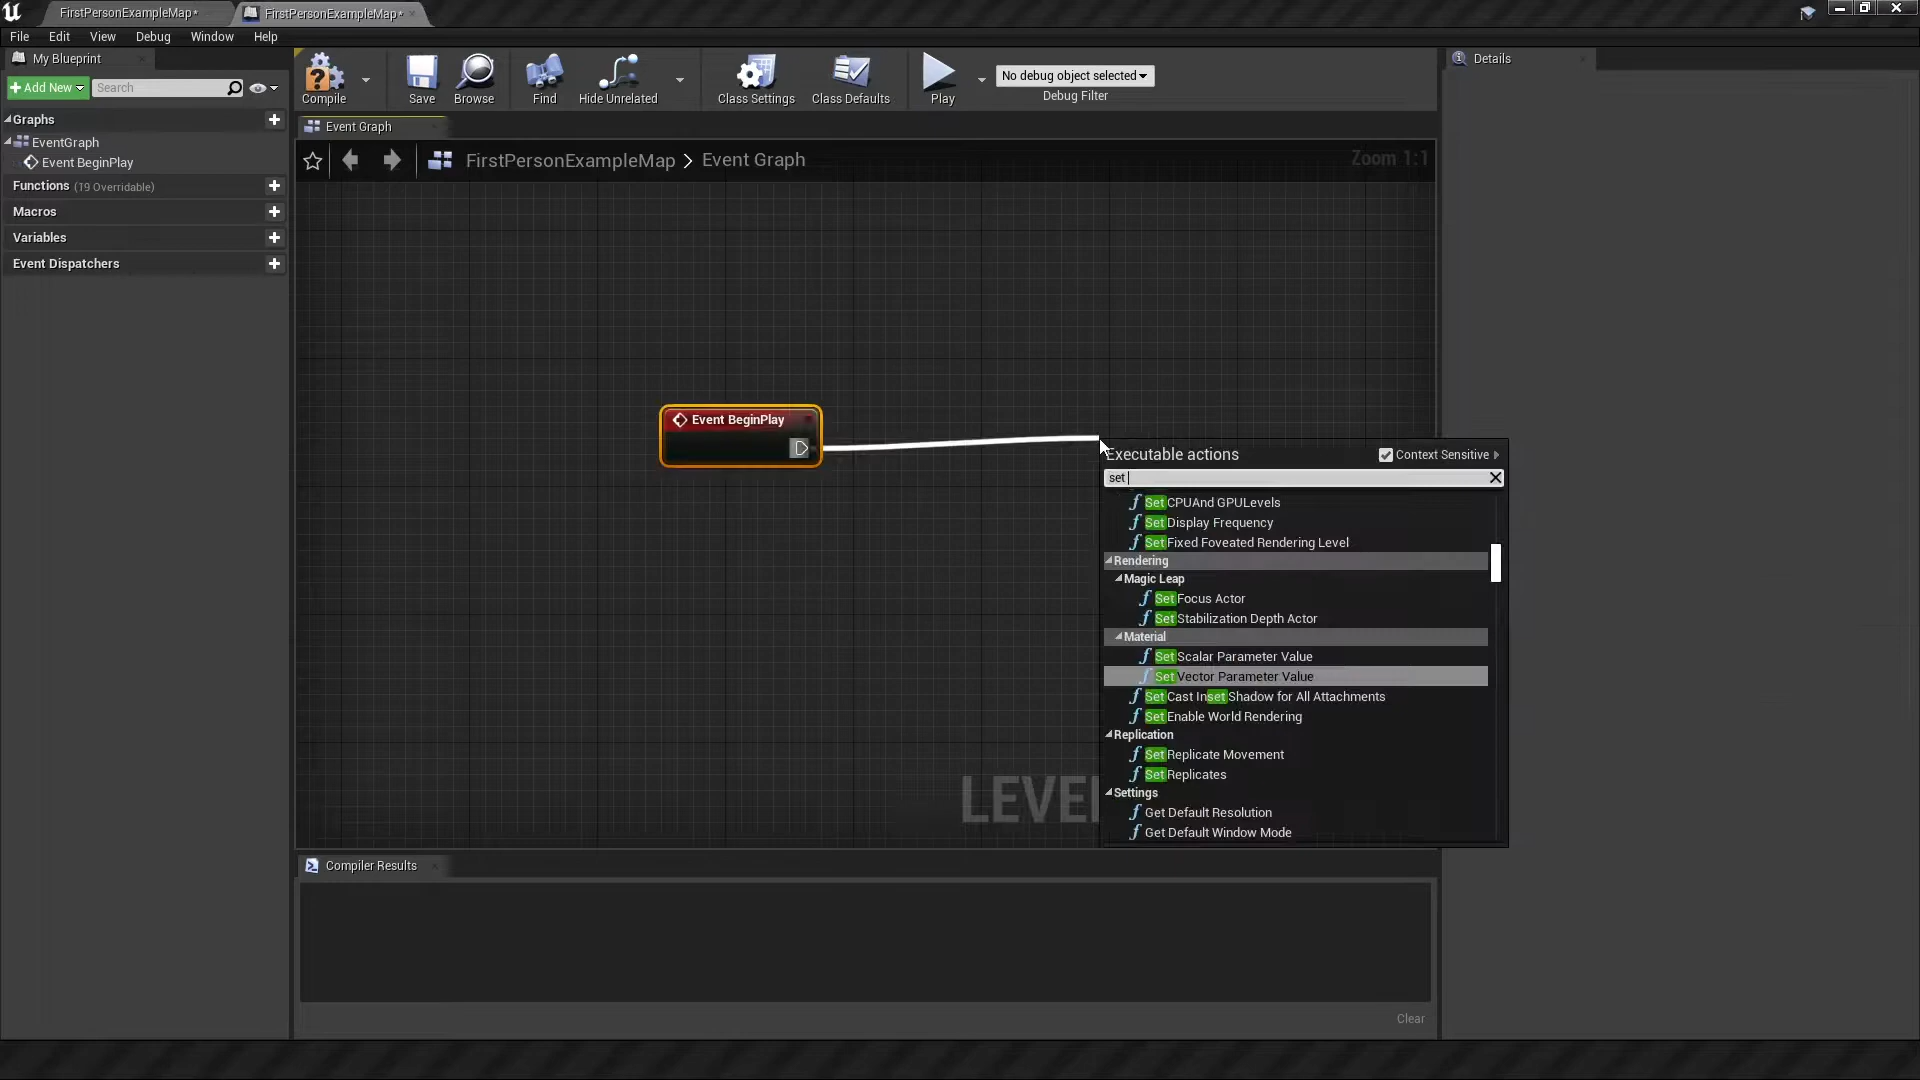 FirstPersonExampleMap*
FirstPersonExampleMap*
File Edit View Debug Window Help
My Blueprint
Add New
Search
Compile
Save
Browse
Find
Hide Unrelated
Class Settings
Class Defaults
Play
No debug object selected
Debug Filter
Details
Graphs
EventGraph
Event BeginPlay
Functions (19 Overridable)
Macros
Variables
Event Dispatchers
Event Graph
FirstPersonExampleMap > Event Graph
Zoom 1:1
Event BeginPlay
Executable actions
Context Sensitive
set
Set CPUAnd GPULevels
Set Display Frequency
Set Fixed Foveated Rendering Level
Rendering
Magic Leap
Set Focus Actor
Set Stabilization Depth Actor
Material
Set Scalar Parameter Value
Set Vector Parameter Value
Set Cast Inset Shadow for All Attachments
Set Enable World Rendering
Replication
Set Replicate Movement
Set Replicates
Settings
Get Default Resolution
Get Default Window Mode
LEVE
Compiler Results
Clear